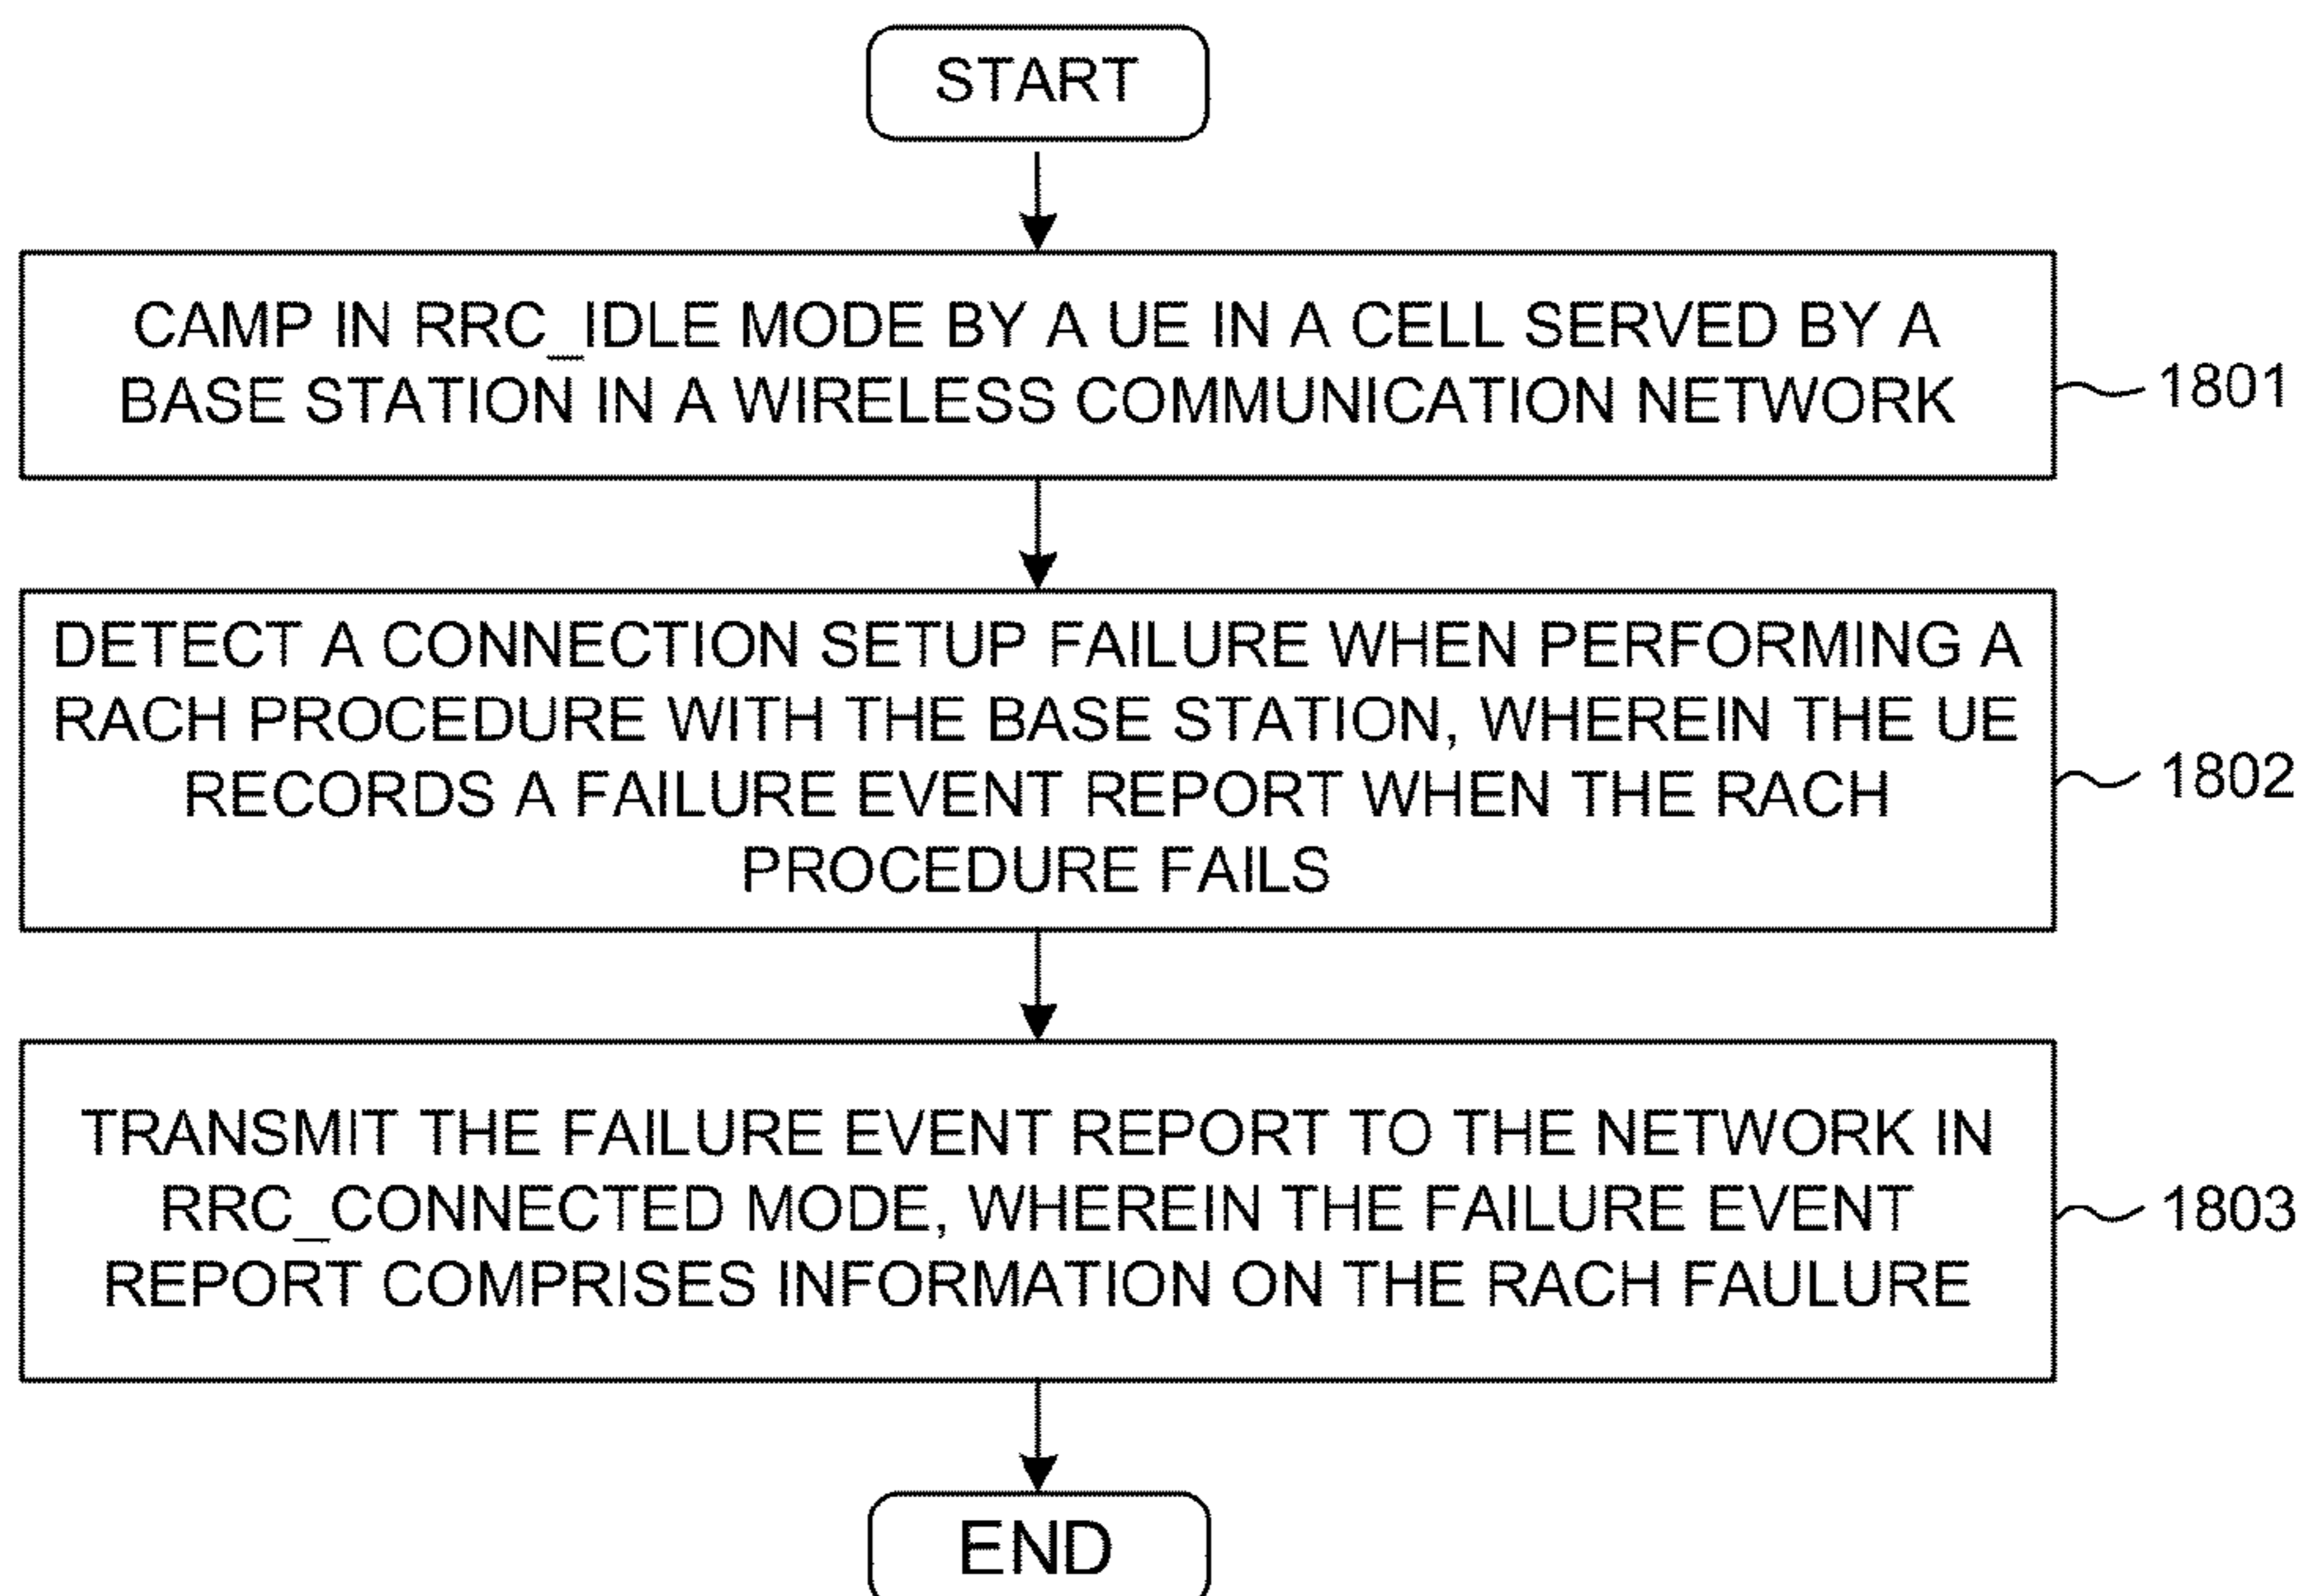 START
CAMP IN RRC_IDLE MODE BY A UE IN A CELL SERVED BY A
BASE STATION IN A WIRELESS COMMUNICATION NETWORK
1801
DETECT A CONNECTION SETUP FAILURE WHEN PERFORMING A
RACH PROCEDURE WITH THE BASE STATION, WHEREIN THE UE
RECORDS A FAILURE EVENT REPORT WHEN THE RACH
PROCEDURE FAILS
1802
TRANSMIT THE FAILURE EVENT REPORT TO THE NETWORK IN
RRC_CONNECTED MODE, WHEREIN THE FAILURE EVENT
REPORT COMPRISES INFORMATION ON THE RACH FAULURE
1803
END